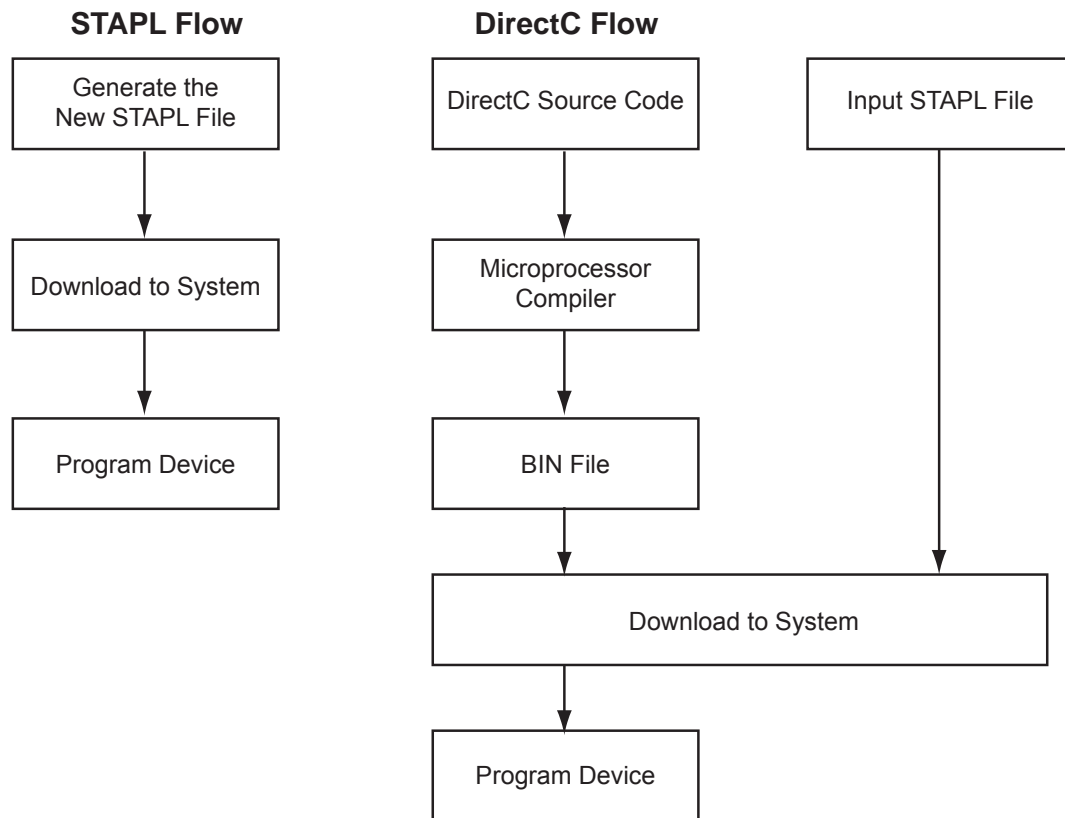 STAPL Flow
Generate the
New STAPL File
Download to System
Program Device
DirectC Flow
DirectC Source Code
Input STAPL File
Microprocessor
Compiler
BIN File
Download to System
Program Device